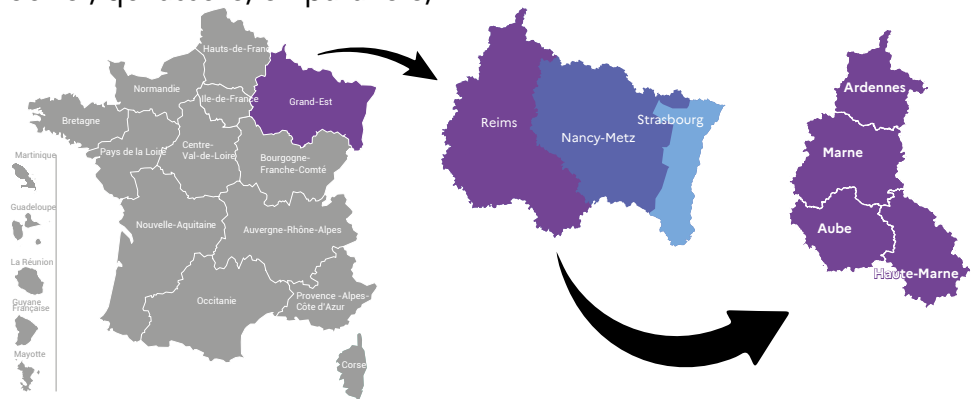 Hauts-de-Franc
Normandie
Ile-de-France
Grand-Est
Bretagne
Pays de la Loire
Centre-
Val-de-Loire
Bourgogne-
Franche-Comté
Nouvelle-Aquitaine
Auvergne-Rhône-Alpes
Occitanie
Provence -Alpes-
Côte d'Azur
Corse
Martinique
Guadeloupe
La Réunion
Guyane
Française
Mayotte
Reims
Nancy-Metz
Strasbourg
Ardennes
Marne
Aube
Haute-Marne